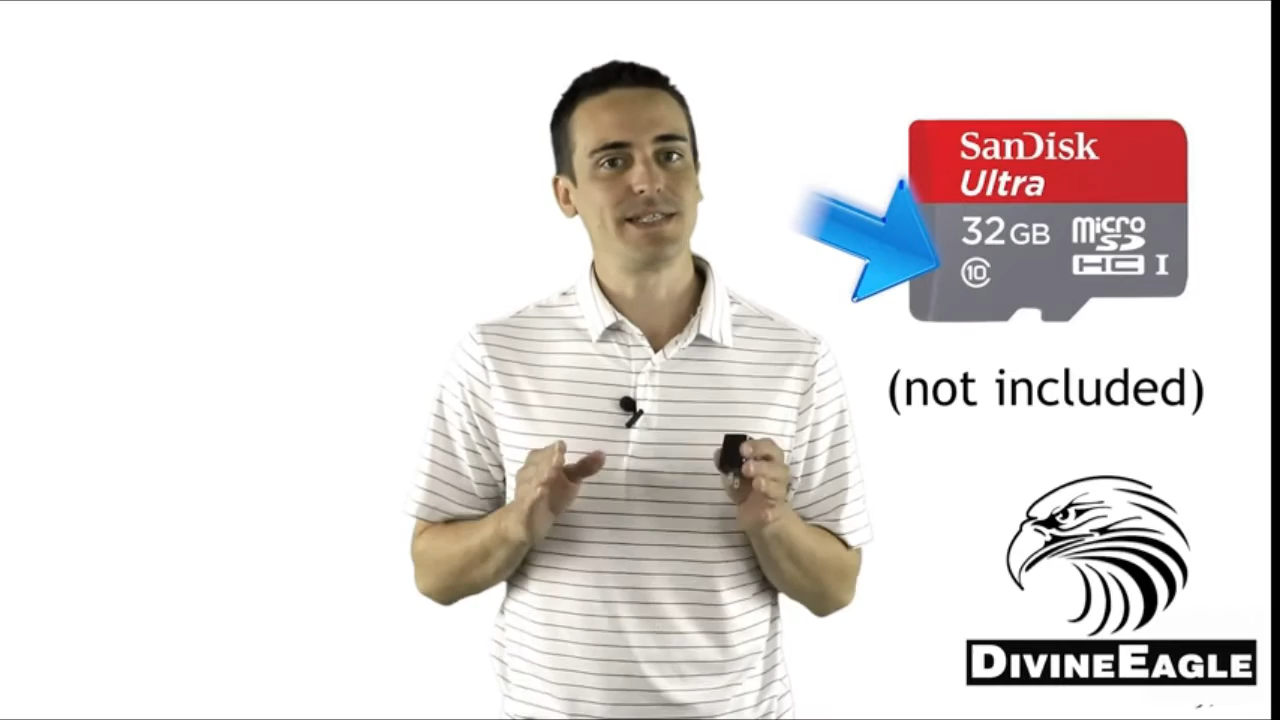 SanDisk
Ultra
32GB
micro
SD
HC I
10
(not included)
DIVINEEAGLE